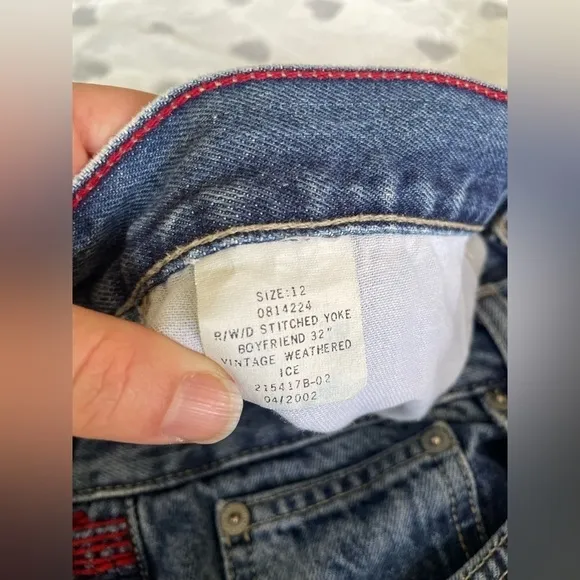 SIZE:12
0814224
R/W/D STITCHED YOKE
BOYFRIEND 32"
VINTAGE WEATHERED
ICE
215417B-02
04/2002